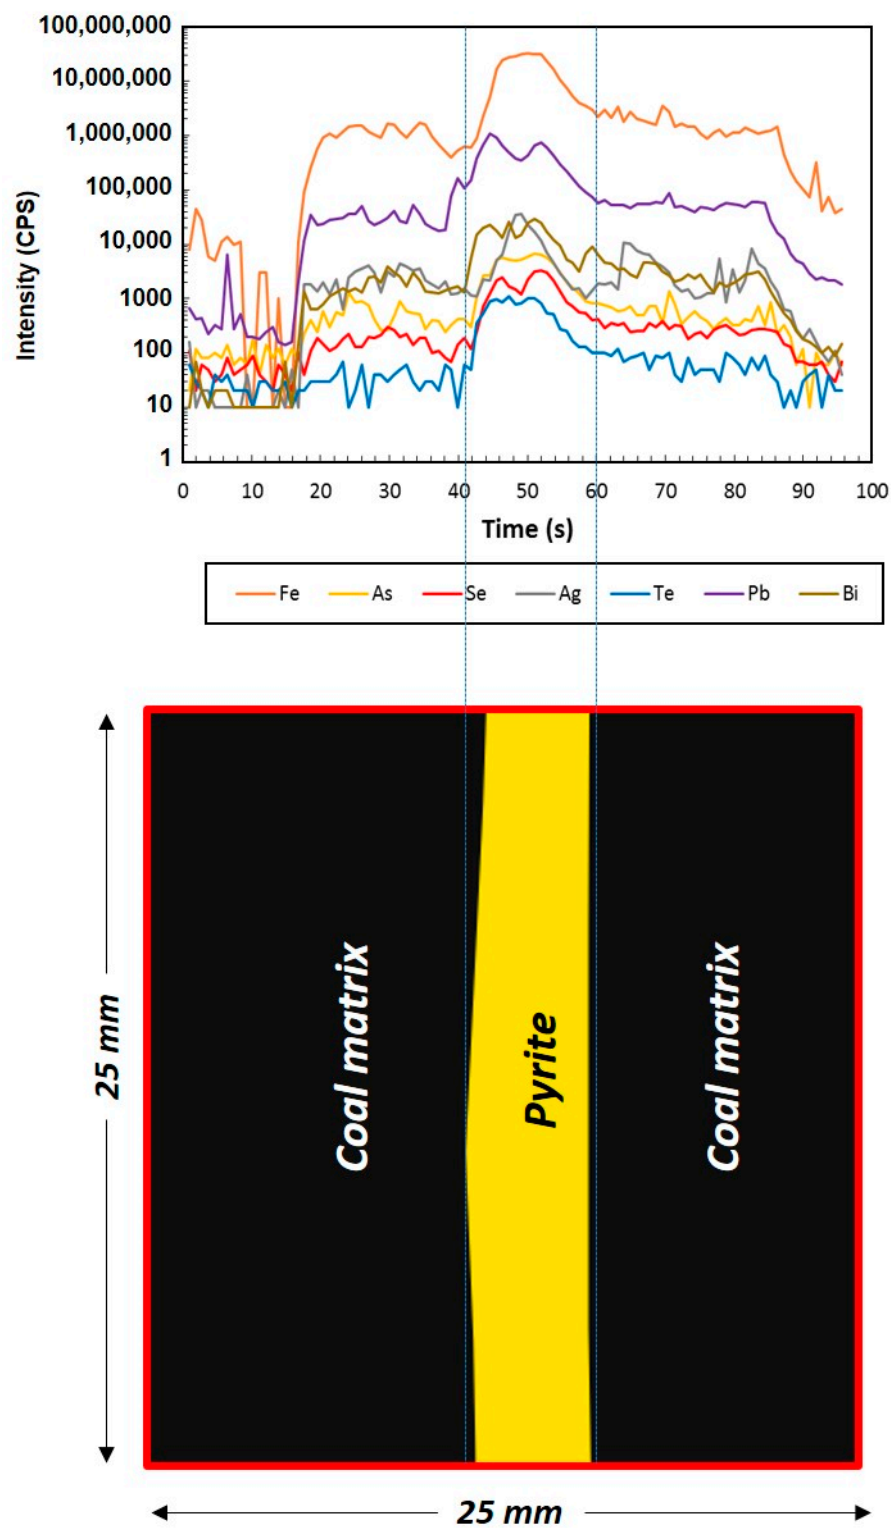 100,000,000
10,000,000
1,000,000
100,000
10,000
1000
100
10
1
Intensity (CPS)
0 10 20 30 40 50 60 70 80 90 100
Time (s)
Fe As Se Ag Te Pb Bi
25 mm
Coal matrix
Pyrite
Coal matrix
25 mm